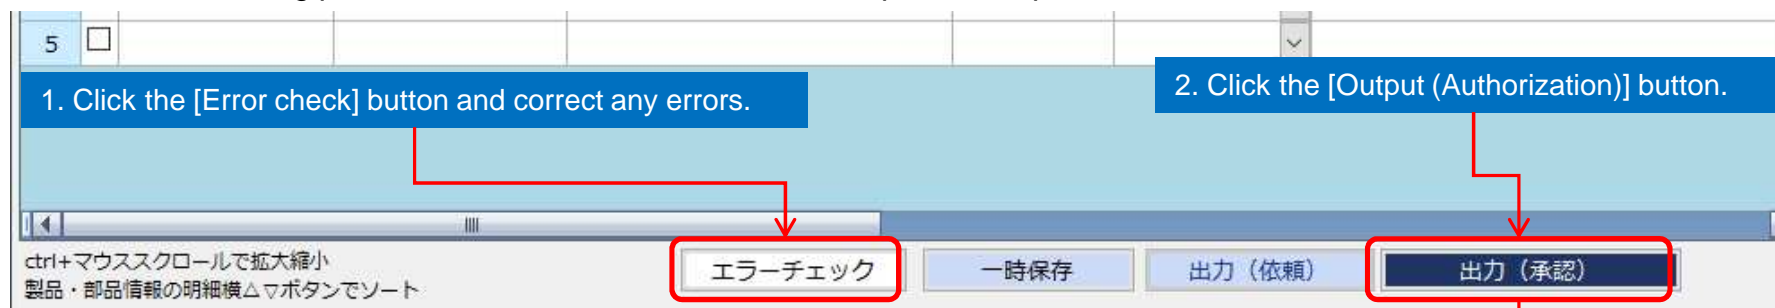 5
1. Click the [Error check] button and correct any errors.
2. Click the [Output (Authorization)] button.
ctrl+マウススクロールで拡大縮小
製品・部品情報の明細横△▽ボタンでソート
エラーチェック
一時保存
出力（依頼）
出力（承認）